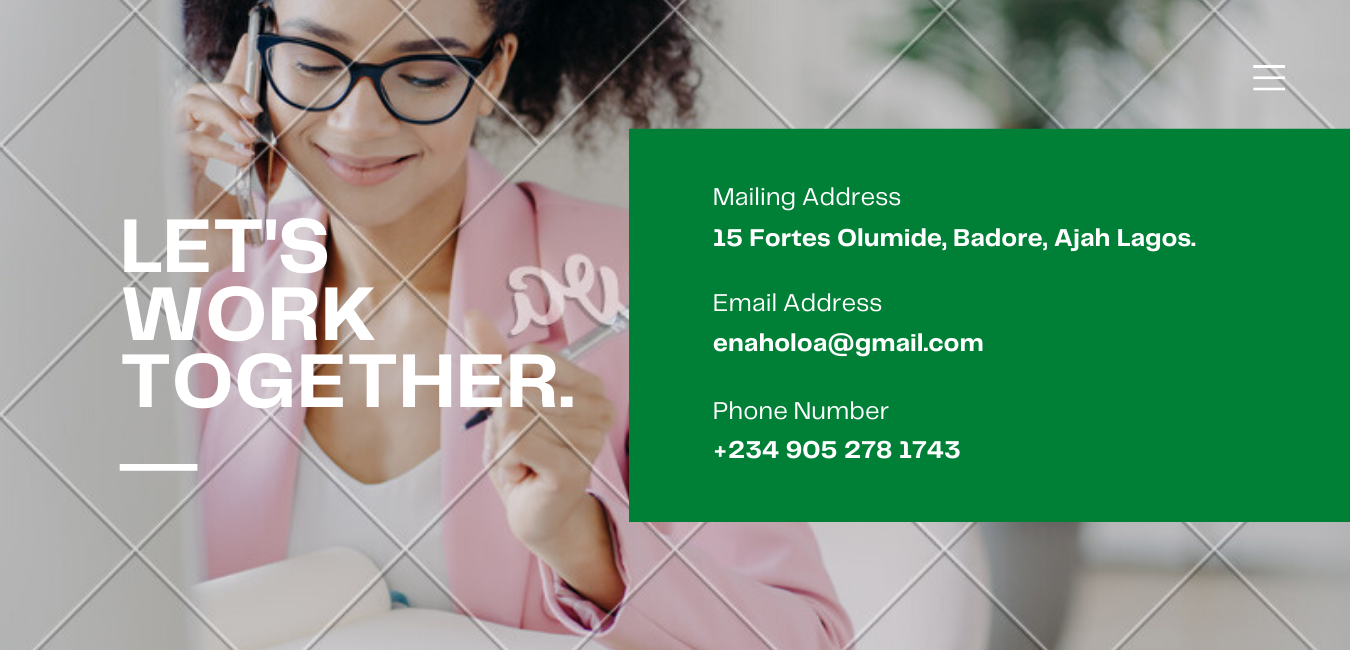 LET'S
WORK
TOGETHER.
Mailing Address
15 Fortes Olumide, Badore, Ajah Lagos.
Email Address
enaholoa@gmail.com
Phone Number
+234 905 278 1743